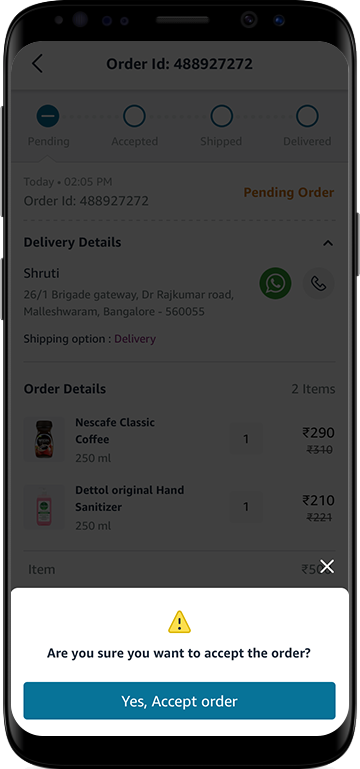 Order Id: 488927272
Pending
Accepted
Shipped
Delivered
Today • 02:05 PM
Order Id: 488927272
Pending Order
Delivery Details
Shruti
26/1 Brigade gateway, Dr Rajkumar road,
Malleshwaram, Bangalore - 560055
Shipping option : Delivery
Order Details
2 Items
Nescafe Classic
Coffee
250 ml
1
₹290
₹310
Dettol original Hand
Sanitizer
250 ml
1
₹210
₹221
Item
Are you sure you want to accept the order?
Yes, Accept order